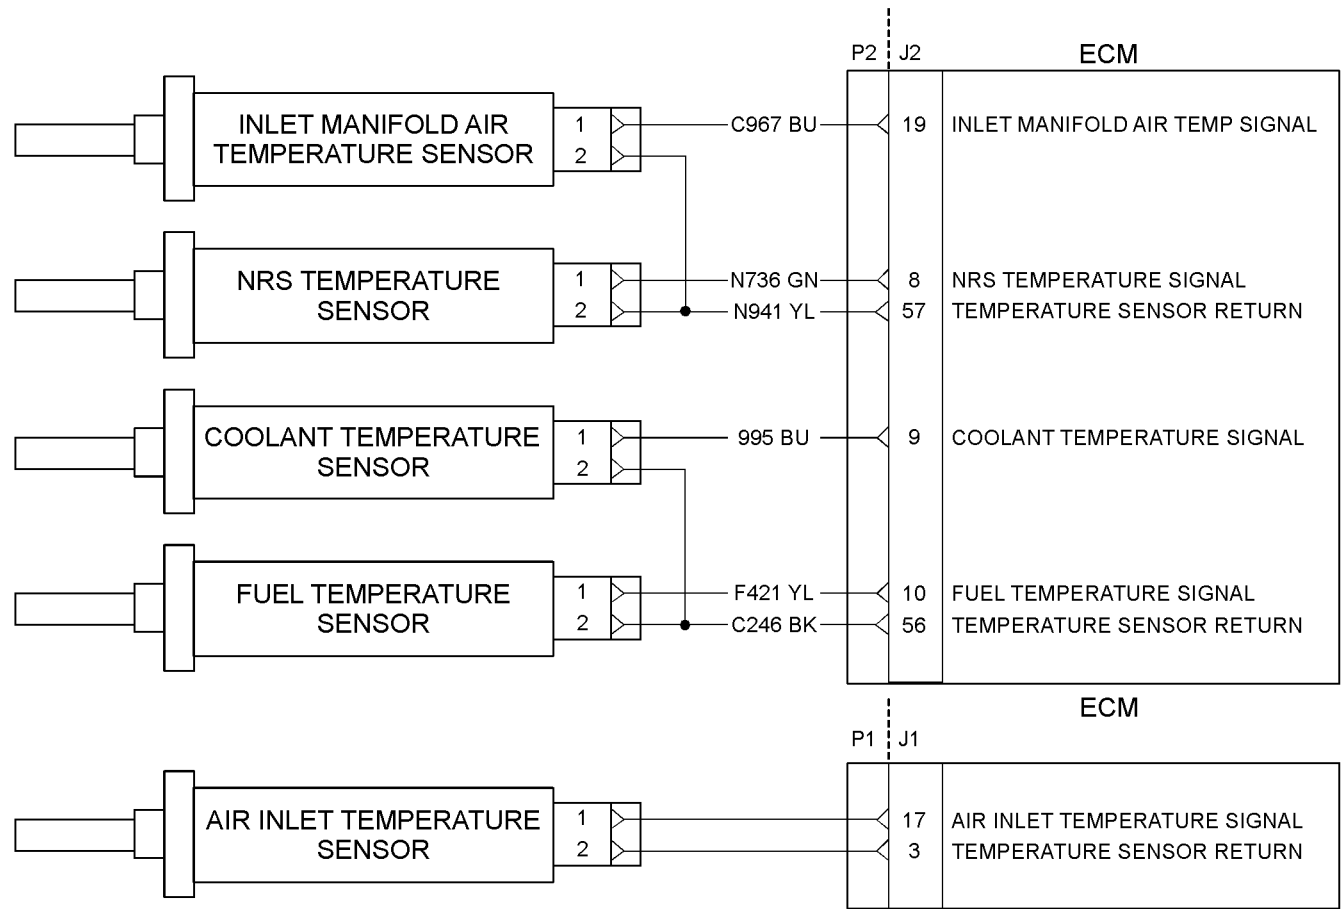 P2 J2 ECM
INLET MANIFOLD AIR
TEMPERATURE SENSOR
1
2
C967 BU
19 INLET MANIFOLD AIR TEMP SIGNAL
NRS TEMPERATURE
SENSOR
1
2
N736 GN
N941 YL
8 NRS TEMPERATURE SIGNAL
57 TEMPERATURE SENSOR RETURN
COOLANT TEMPERATURE
SENSOR
1
2
995 BU
9 COOLANT TEMPERATURE SIGNAL
FUEL TEMPERATURE
SENSOR
1
2
F421 YL
C246 BK
10 FUEL TEMPERATURE SIGNAL
56 TEMPERATURE SENSOR RETURN
ECM
P1 J1
AIR INLET TEMPERATURE
SENSOR
1
2
17 AIR INLET TEMPERATURE SIGNAL
3 TEMPERATURE SENSOR RETURN